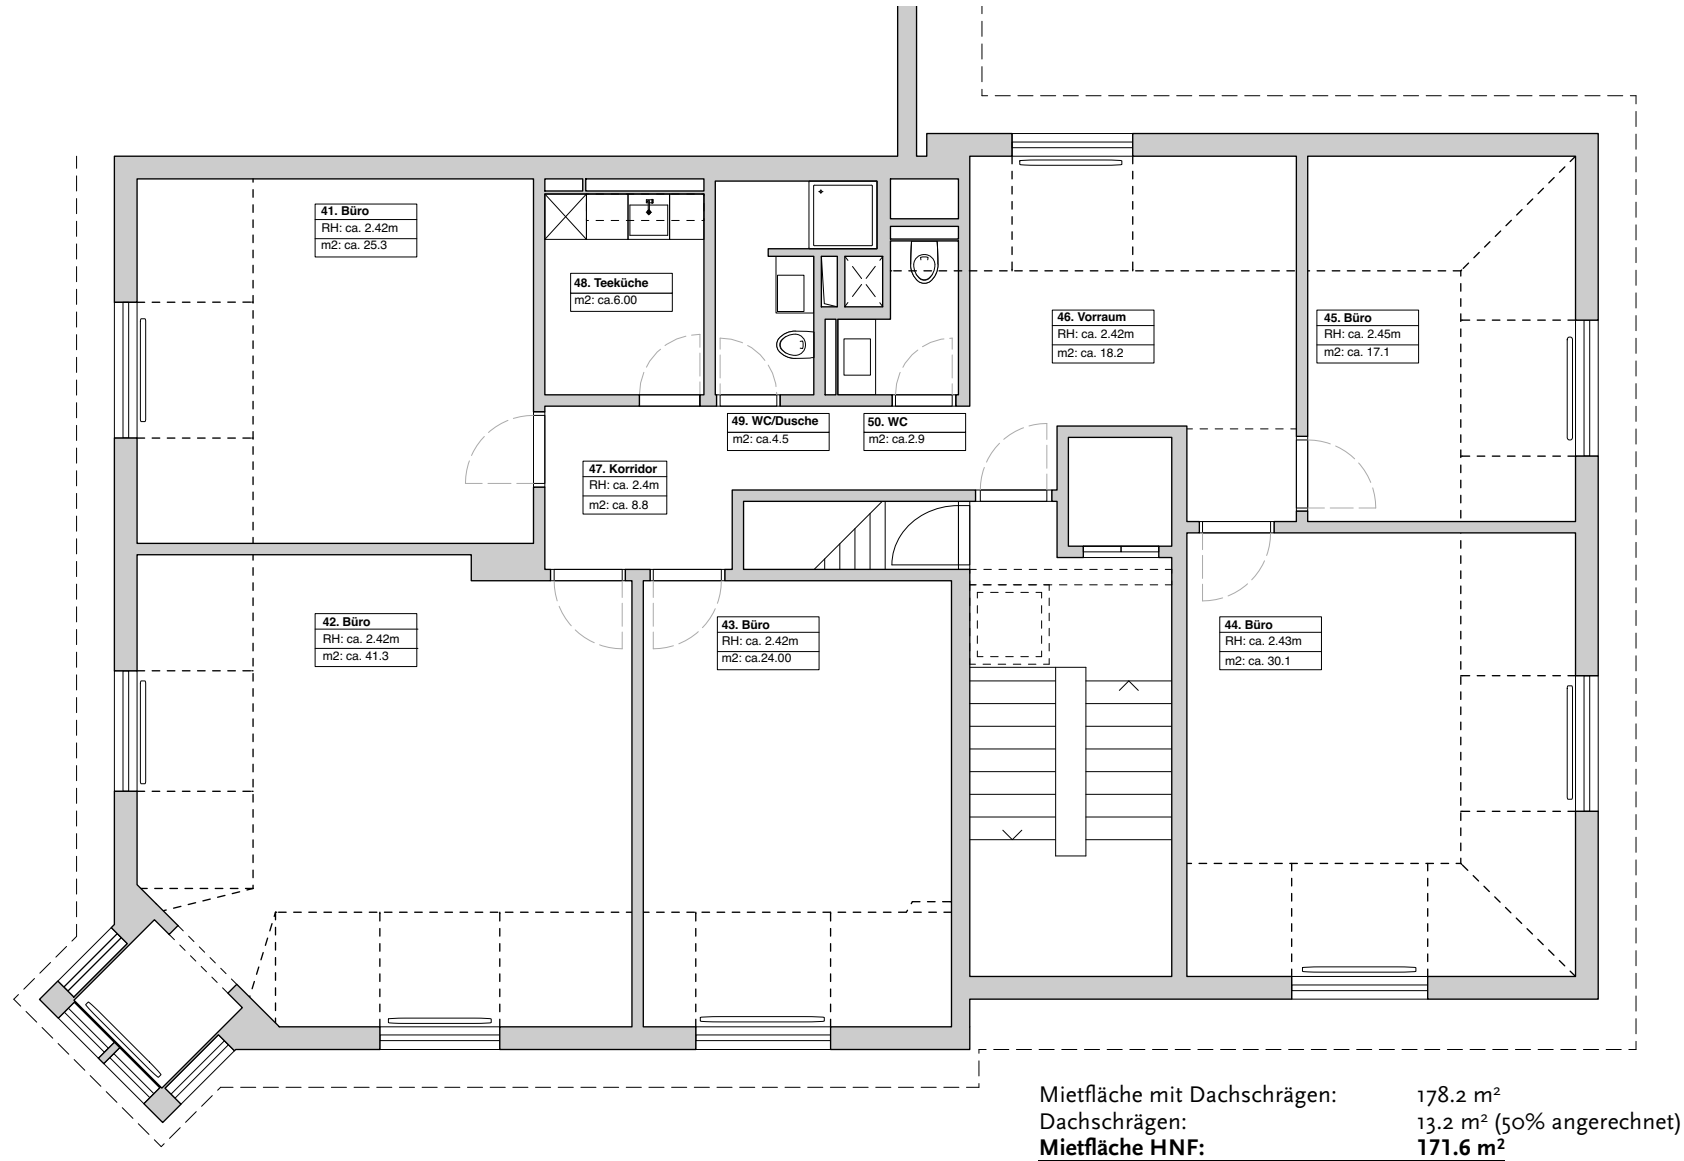 41. Büro
RH: ca. 2.42m
m2: ca. 25.3
48. Teeküche
m2: ca.6.00
46. Vorraum
RH: ca. 2.42m
m2: ca. 18.2
45. Büro
RH: ca. 2.45m
m2: ca. 17.1
49. WC/Dusche
m2: ca.4.5
50. WC
m2: ca.2.9
47. Korridor
RH: ca. 2.4m
m2: ca. 8.8
42. Büro
RH: ca. 2.42m
m2: ca. 41.3
43. Büro
RH: ca. 2.42m
m2: ca.24.00
44. Büro
RH: ca. 2.43m
m2: ca. 30.1
Mietfläche mit Dachschrägen: 178.2 m²
Dachschrägen: 13.2 m² (50% angerechnet)
Mietfläche HNF: 171.6 m²